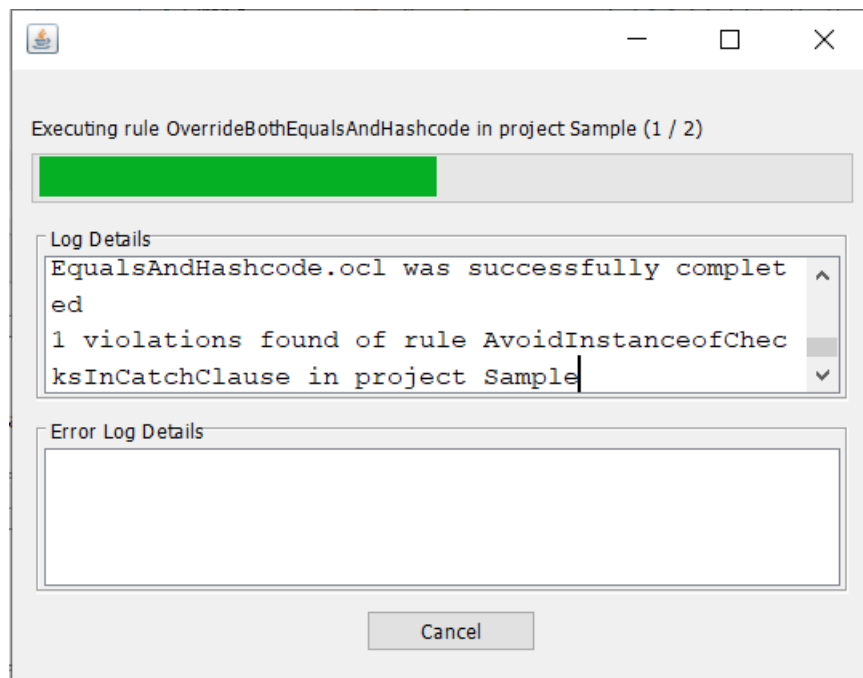 Executing rule OverrideBothEqualsAndHashcode in project Sample (1 / 2)
Log Details
EqualsAndHashcode.ocl was successfully complet
ed
1 violations found of rule AvoidInstanceofChec
ksInCatchClause in project Sample
Error Log Details
Cancel